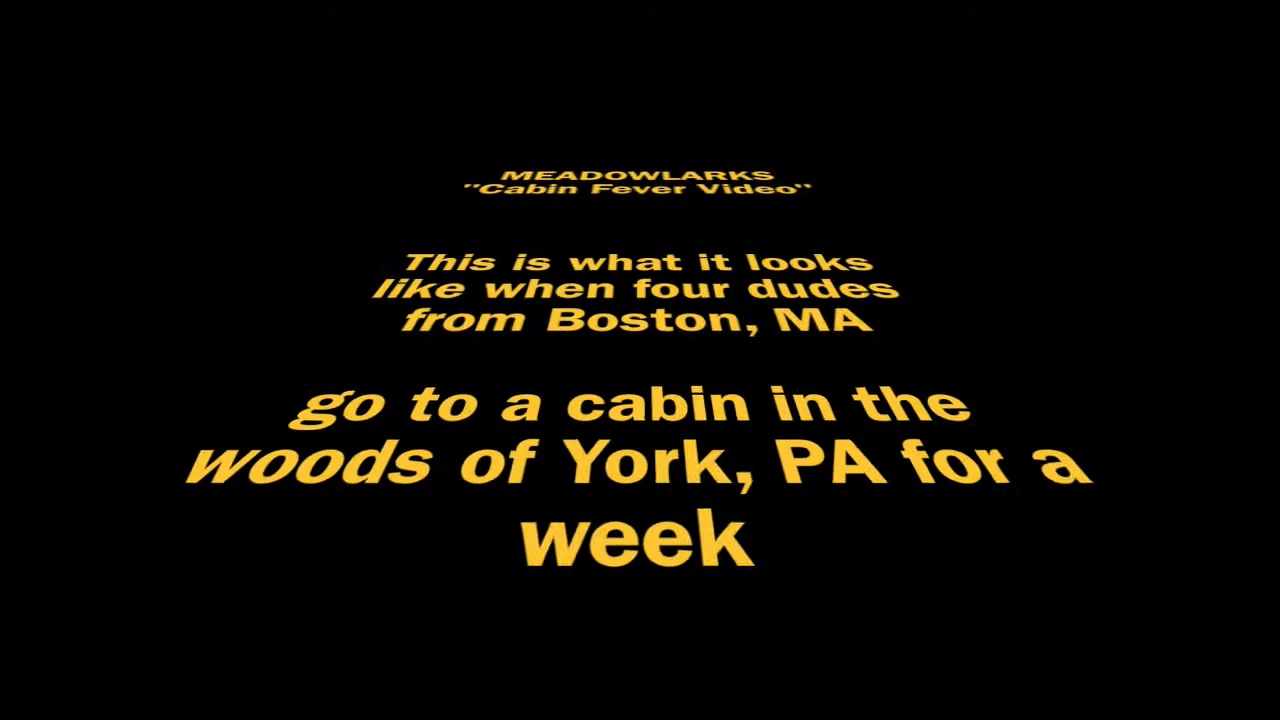 MEADOWLARKS
"Cabin Fever Video"
This is what it looks
like when four dudes
from Boston, MA
go to a cabin in the
woods of York, PA for a
week